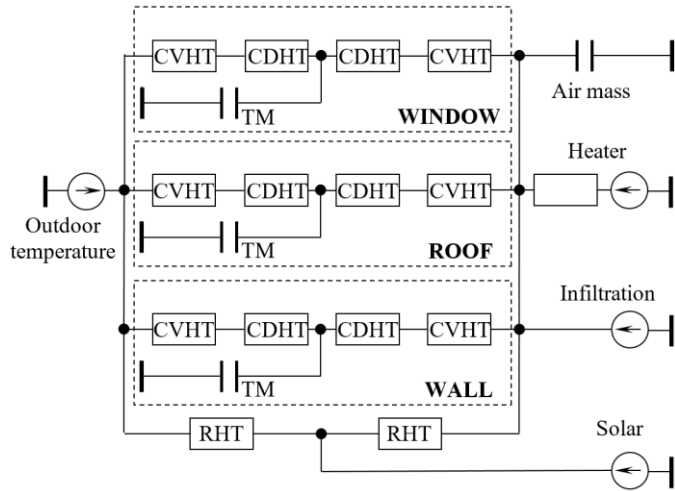 CVHT CDHT CDHT CVHT
TM
WINDOW
Air mass
Heater
CVHT CDHT CDHT CVHT
TM
ROOF
Outdoor
temperature
Infiltration
CVHT CDHT CDHT CVHT
TM
WALL
RHT RHT
Solar